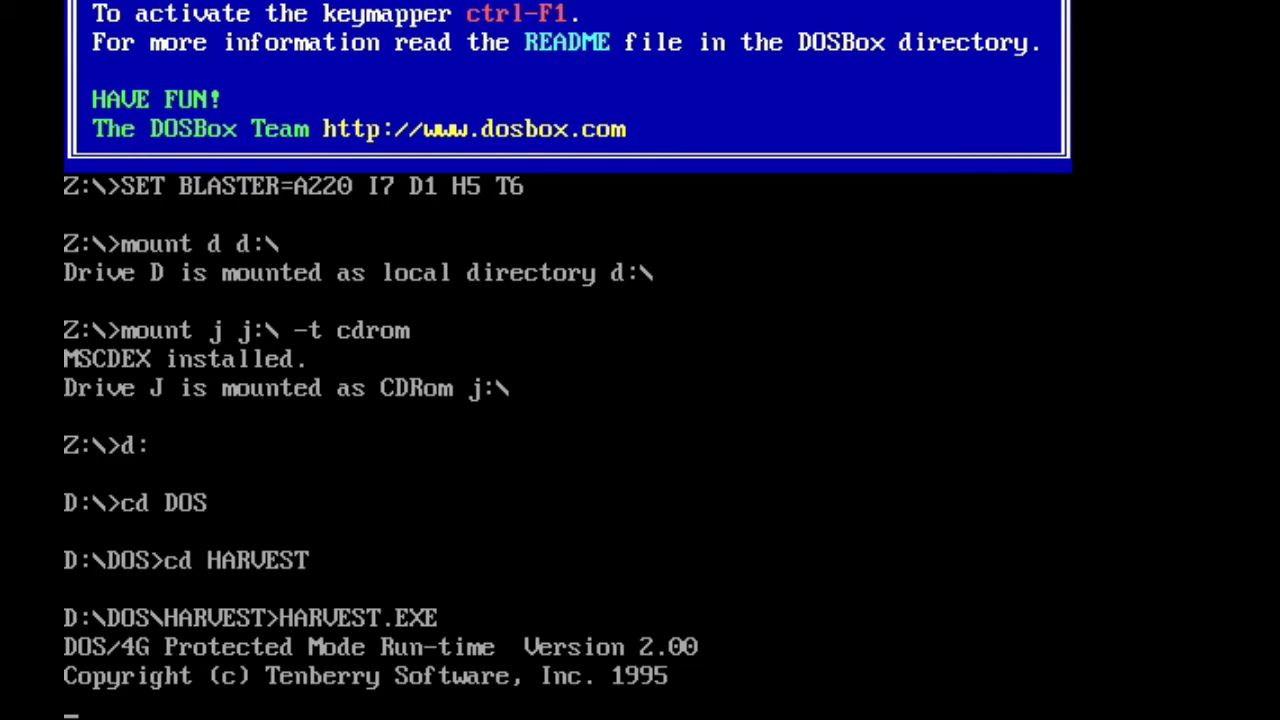 To activate the keymapper ctrl-F1.
For more information read the README file in the DOSBox directory.
HAVE FUN!
The DOSBox Team http://www.dosbox.com
Z:\>SET BLASTER=A220 I7 D1 H5 T6
Z:\>mount d d:\
Drive D is mounted as local directory d:\
Z:\>mount j j:\ -t cdrom
MSCDEX installed.
Drive J is mounted as CDRom j:\
Z:\>d:
D:\>cd DOS
D:\DOS>cd HARVEST
D:\DOS\HARVEST>HARVEST.EXE
DOS/4G Protected Mode Run-time  Version 2.00
Copyright (c) Tenberry Software, Inc. 1995